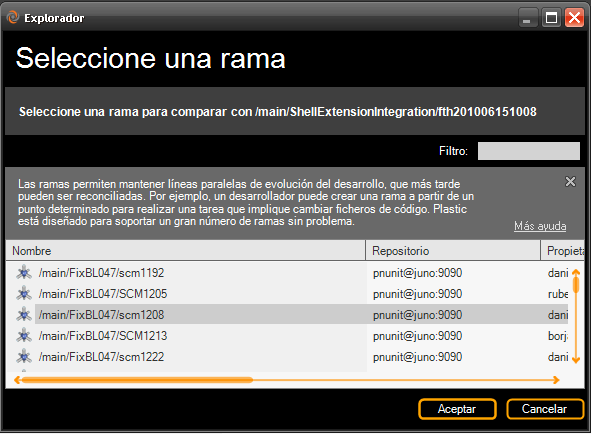 Explorador
Seleccione una rama
Seleccione una rama para comparar con /main/ShellExtensionIntegration/fth201006151008
Filtro:
Las ramas permiten mantener líneas paralelas de evolución del desarrollo, que más tarde
pueden ser reconciliadas. Por ejemplo, un desarrollador puede crear una rama a partir de un
punto determinado para realizar una tarea que implique cambiar ficheros de código. Plastic
está diseñado para soportar un gran número de ramas sin problema.
Más ayuda
Nombre Repositorio Propieta
/main/FixBL047/scm1192 pnunit@juno:9090 dani
/main/FixBL047/SCM1205 pnunit@juno:9090 rube
/main/FixBL047/scm1208 pnunit@juno:9090 dani
/main/FixBL047/SCM1213 pnunit@juno:9090 borj
/main/FixBL047/scm1222 pnunit@juno:9090 dani
Aceptar Cancelar